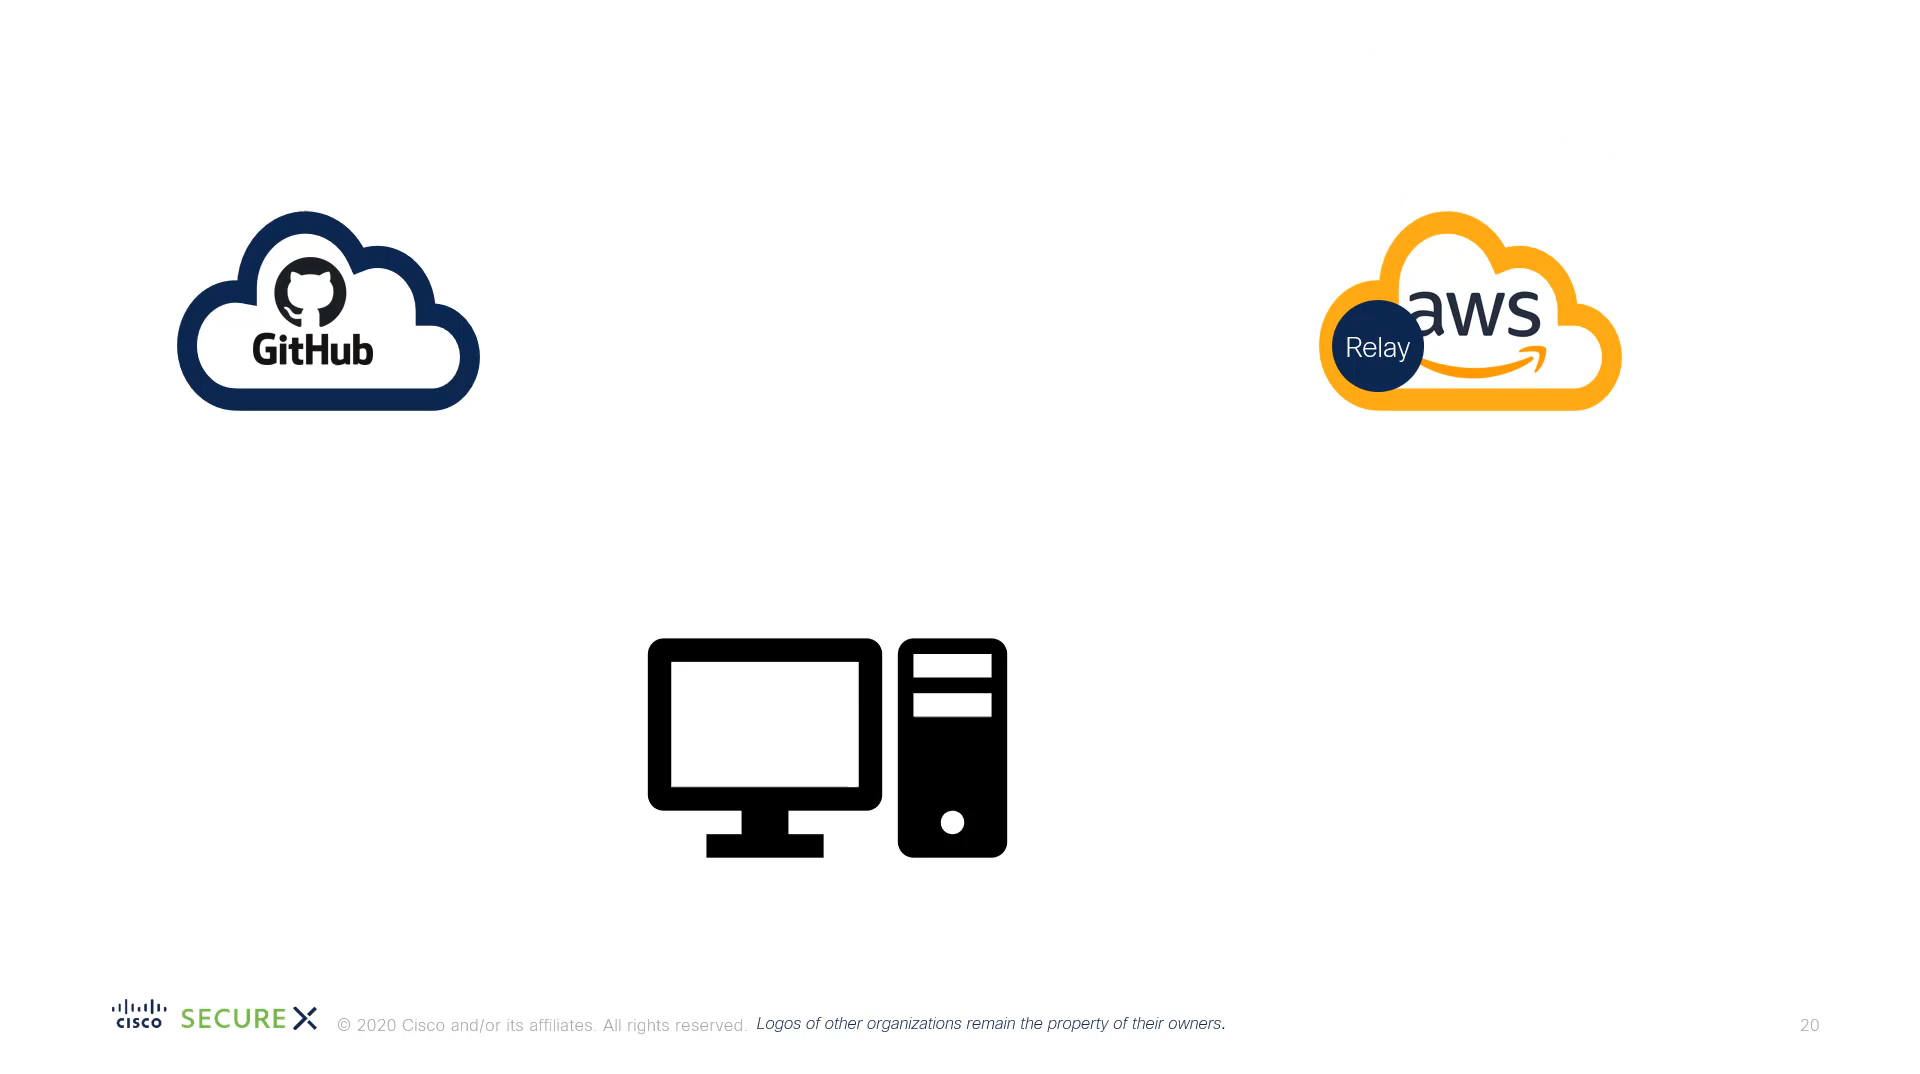 GitHub
aws
Relay
cisco SECURE X © 2020 Cisco and/or its affiliates. All rights reserved. Logos of other organizations remain the property of their owners. 20